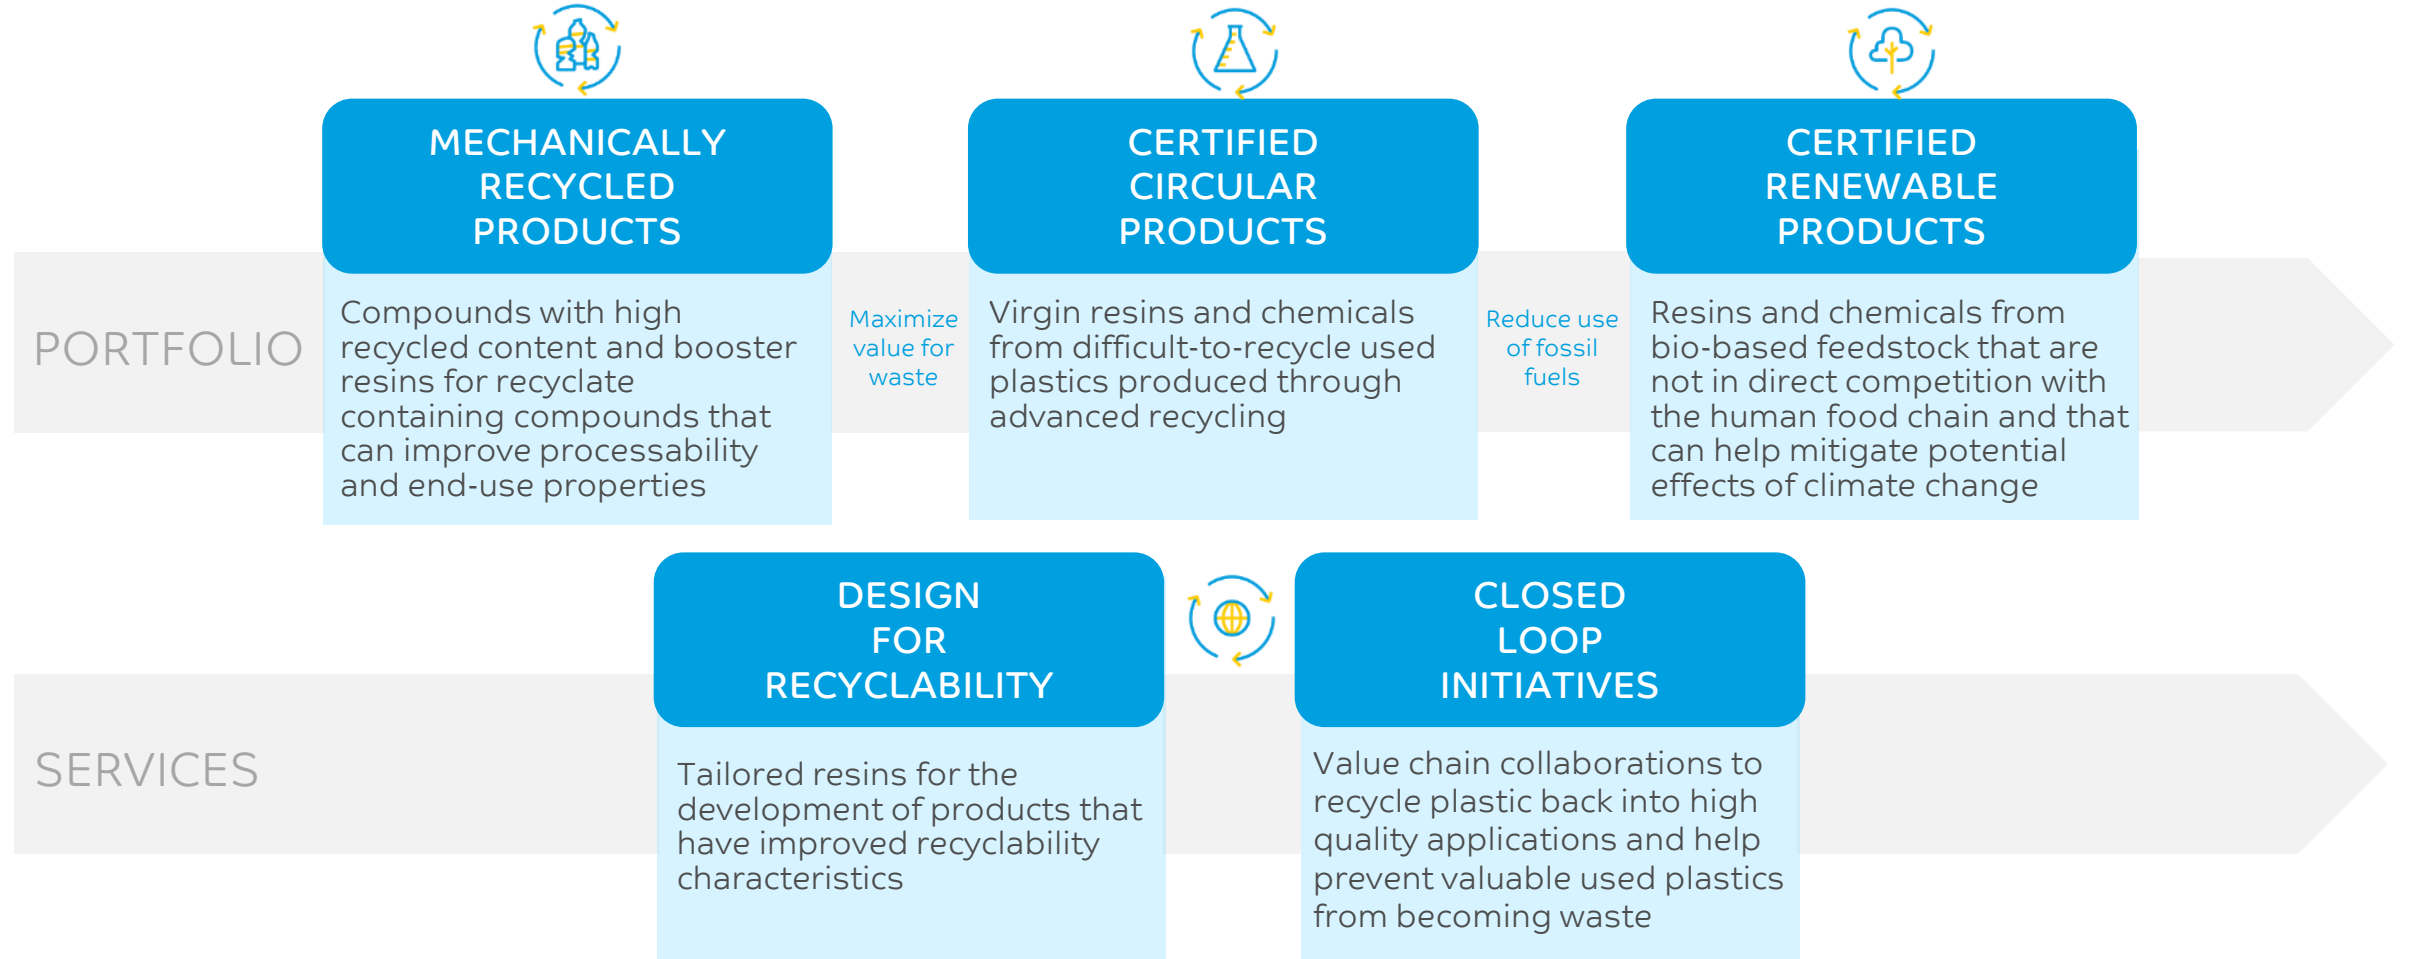 MECHANICALLY
RECYCLED
PRODUCTS
CERTIFIED
CIRCULAR
PRODUCTS
CERTIFIED
RENEWABLE
PRODUCTS
PORTFOLIO
Compounds with high
recycled content and booster
resins for recyclate
containing compounds that
can improve processability
and end-use properties
Maximize
value for
waste
Virgin resins and chemicals
from difficult-to-recycle used
plastics produced through
advanced recycling
Reduce use
of fossil
fuels
Resins and chemicals from
bio-based feedstock that are
not in direct competition with
the human food chain and that
can help mitigate potential
effects of climate change
DESIGN
FOR
RECYCLABILITY
CLOSED
LOOP
INITIATIVES
SERVICES
Tailored resins for the
development of products that
have improved recyclability
characteristics
Value chain collaborations to
recycle plastic back into high
quality applications and help
prevent valuable used plastics
from becoming waste